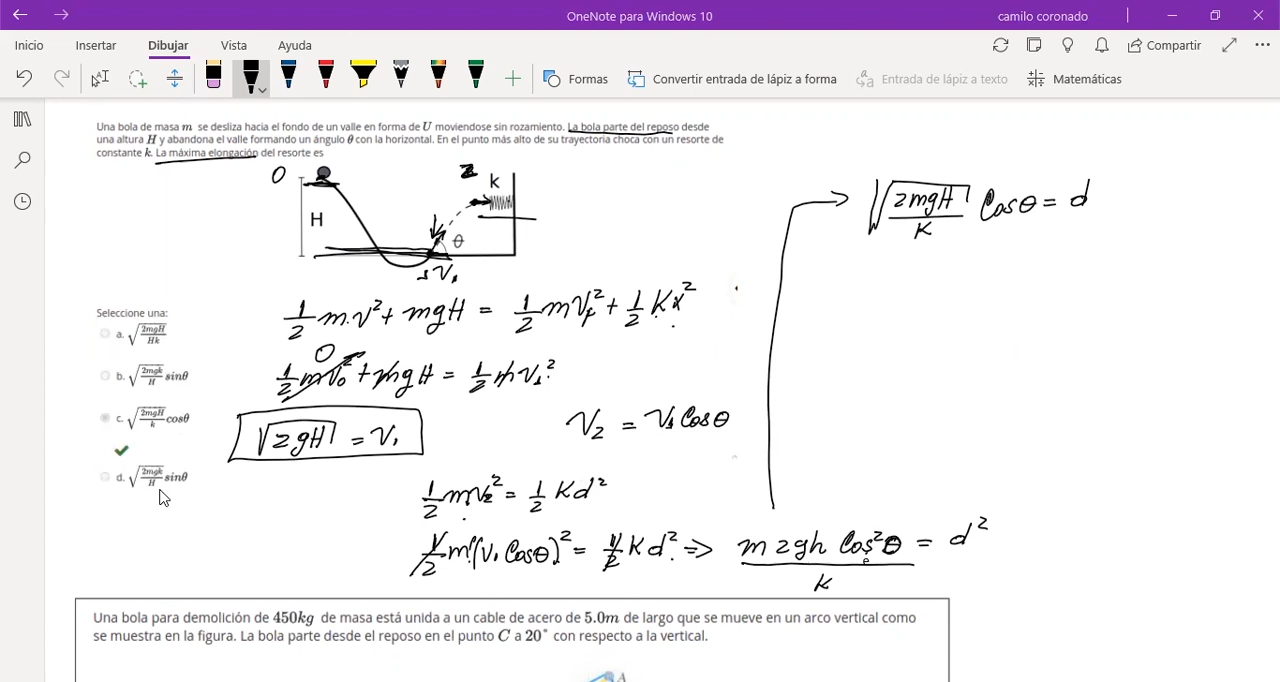 OneNote para Windows 10
camilo coronado
Inicio Insertar Dibujar Vista Ayuda
Compartir
Formas Convertir entrada de lápiz a forma Entrada de lápiz a texto Matemáticas
Una bola de masa m se desliza hacia el fondo de un valle en forma de U moviendose sin rozamiento. La bola parte del reposo desde
una altura H y abandona el valle formando un ángulo θ con la horizontal. En el punto más alto de su trayectoria choca con un resorte de
constante k. La máxima elongación del resorte es
0
2
k
H
θ
1 V₁
√(2mgH/K) Cosθ = d
Seleccione una:
a. √(2mgH/Hk)
b. √(2mgk/H) sinθ
c. √(2mgH/k) cosθ
d. √(2mgk/H) sinθ
1/2 m.v² + mgH = 1/2 mV_f² + 1/2 Kx²
0
1/2 mV₀² + mgH = 1/2 mV₁²
√2gH = V₁
V₂ = V₁ Cosθ
1/2 mV₂² = 1/2 Kd²
1/2 m(V₁ Cosθ)² = 1/2 Kd² => m2gh Cos²θ / K = d²
Una bola para demolición de 450kg de masa está unida a un cable de acero de 5.0m de largo que se mueve en un arco vertical como
se muestra en la figura. La bola parte desde el reposo en el punto C a 20° con respecto a la vertical.
A